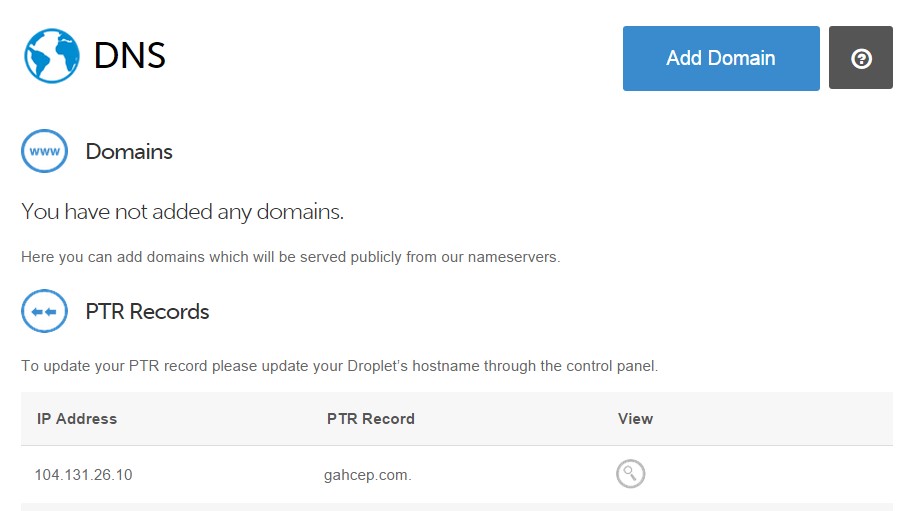 DNS
Add Domain
?
www
Domains
You have not added any domains.
Here you can add domains which will be served publicly from our nameservers.
PTR Records
To update your PTR record please update your Droplet's hostname through the control panel.
IP Address PTR Record View
104.131.26.10 gahcep.com.